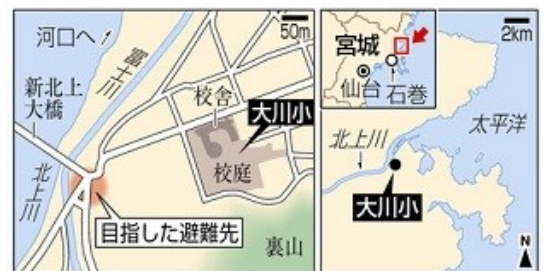 河口へ
富士川
50m
新北上
大橋
校舎
大川小
校庭
北上川
目指した避難先
裏山
宮城
仙台
石巻
2km
太平洋
北上川
大川小
N